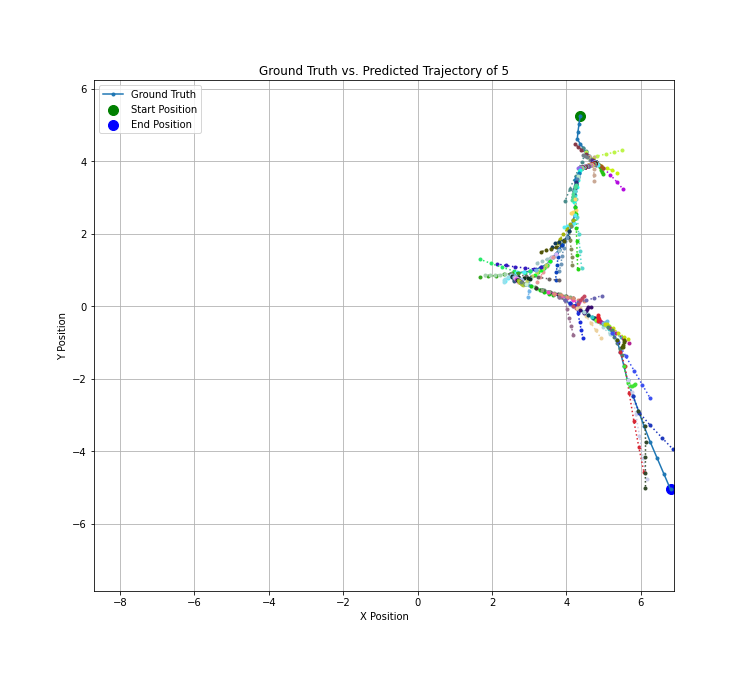 Ground Truth vs. Predicted Trajectory of 5
Ground Truth
Start Position
End Position
6
4
2
0
−2
−4
−6
Y Position
−8
−6
−4
−2
0
2
4
6
X Position